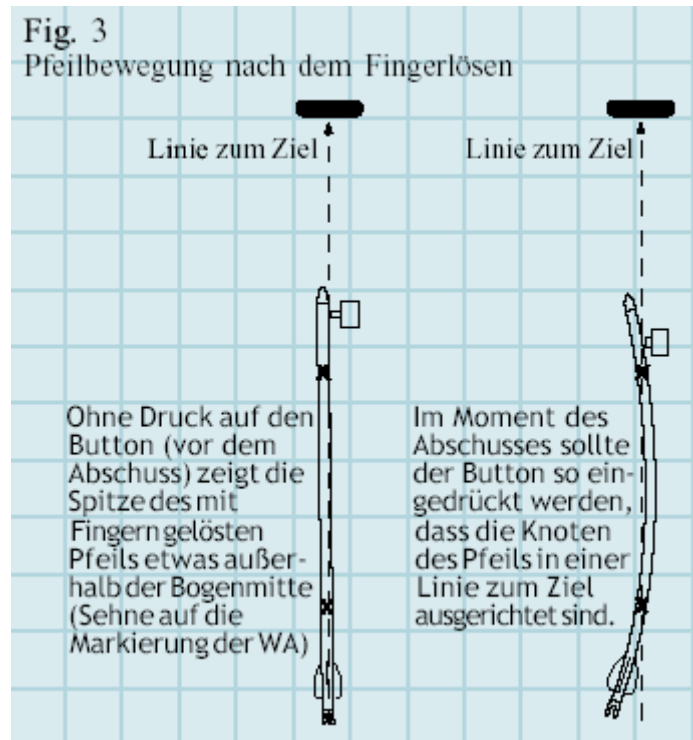 Fig. 3
Pfeilbewegung nach dem Fingerlösen
Linie zum Ziel
Linie zum Ziel
Ohne Druck auf den
Button (vor dem
Abschuss) zeigt die
Spitze des mit
Fingern gelösten
Pfeils etwas außer-
halb der Bogenmitte
(Sehne auf die
Markierung der WA)
Im Moment des
Abschusses sollte
der Button so ein-
gedrückt werden,
dass die Knoten
des Pfeils in einer
Linie zum Ziel
ausgerichtet sind.